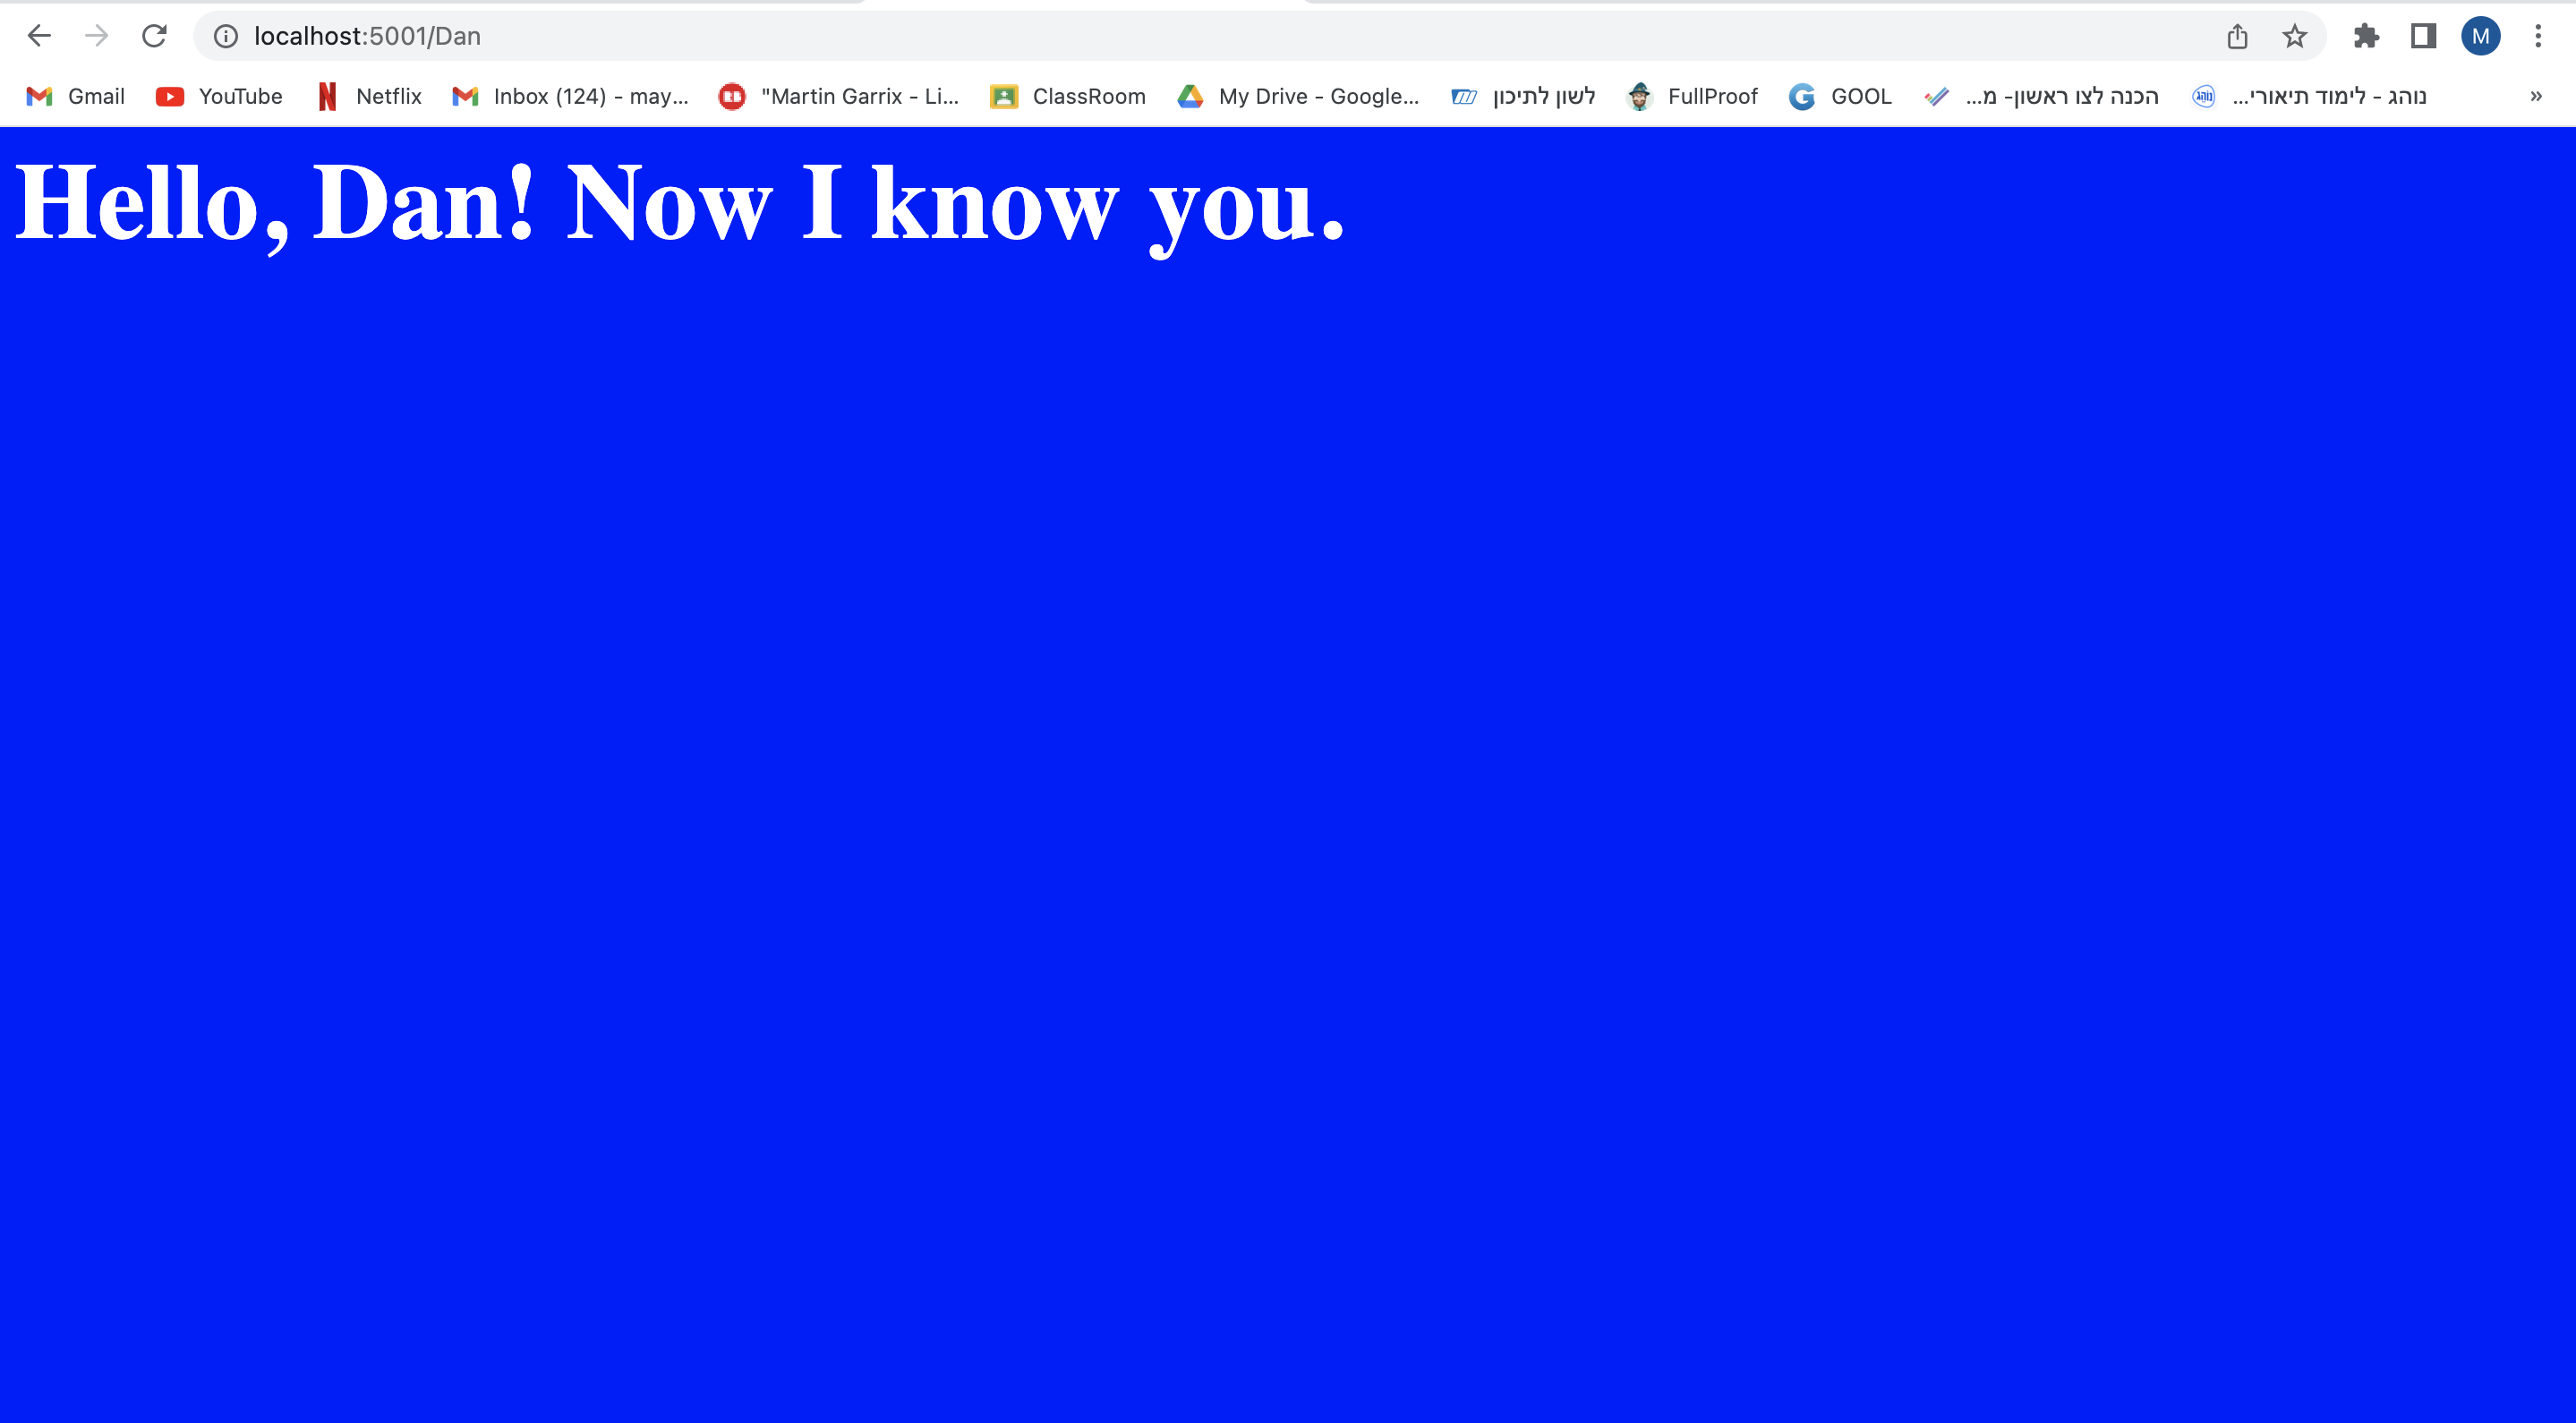 localhost:5001/Dan
M
Gmail YouTube Netflix Inbox (124) - may... "Martin Garrix - Li... ClassRoom My Drive - Google... לשון לתיכון FullProof GOOL הכנה לצו ראשון- מ... נוהג - לימוד תיאורי... »
Hello, Dan! Now I know you.